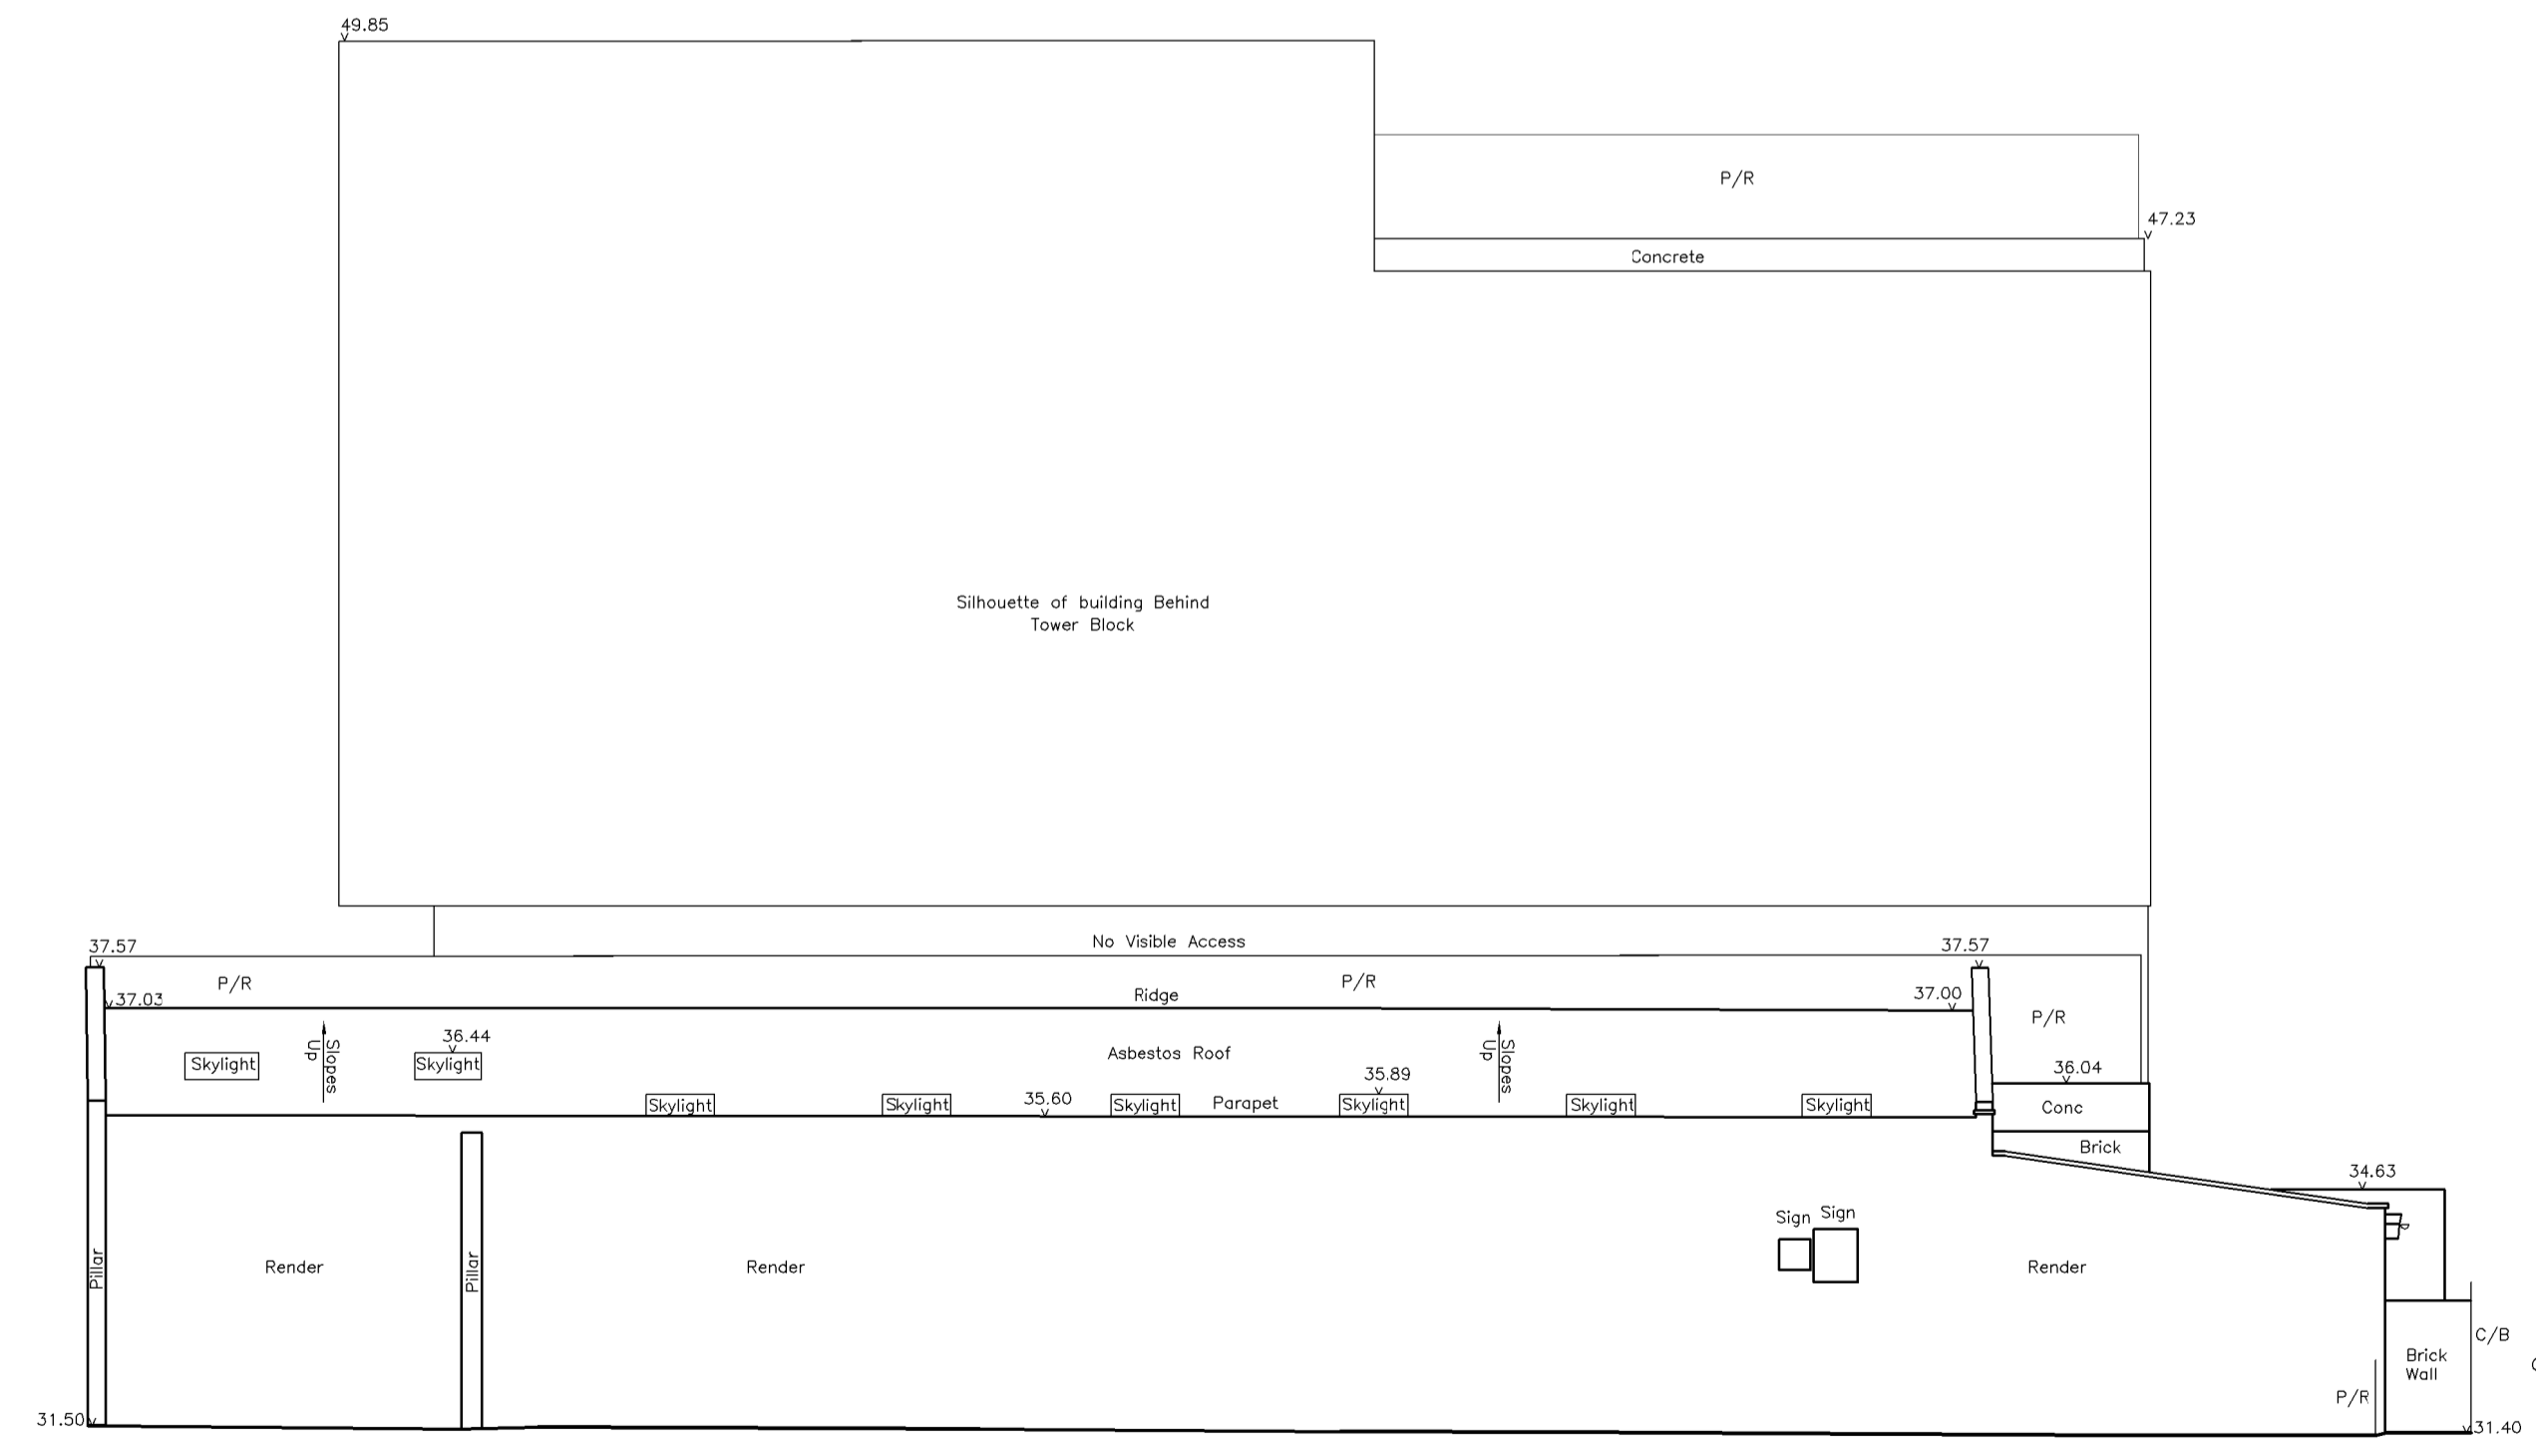 49.85
P/R
47.23
Concrete
Silhouette of building Behind
Tower Block
No Visible Access
37.57
37.57
P/R
P/R
Ridge
37.03
37.00
P/R
36.44
Slopes
Up
Slopes
Up
Asbestos Roof
Skylight
Skylight
36.04
35.89
35.60
Skylight
Skylight
Skylight
Parapet
Skylight
Skylight
Skylight
Conc
Brick
34.63
Sign
Sign
Pillar
Render
Pillar
Render
Render
C/B
Brick
Wall
P/R
31.50
31.40